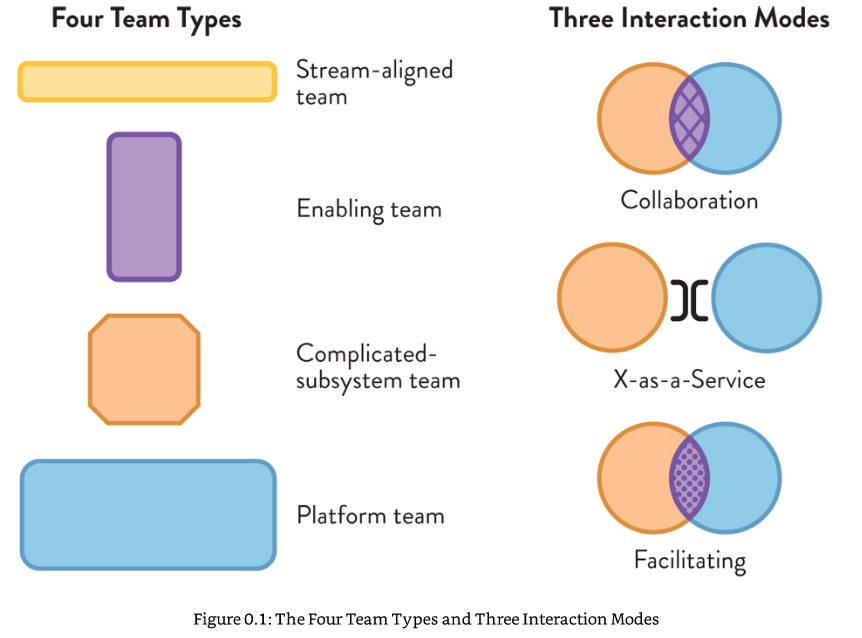 Four Team Types
Stream-aligned
team
Enabling team
Complicated-
subsystem team
Platform team
Three Interaction Modes
Collaboration
X-as-a-Service
Facilitating
Figure 0.1: The Four Team Types and Three Interaction Modes